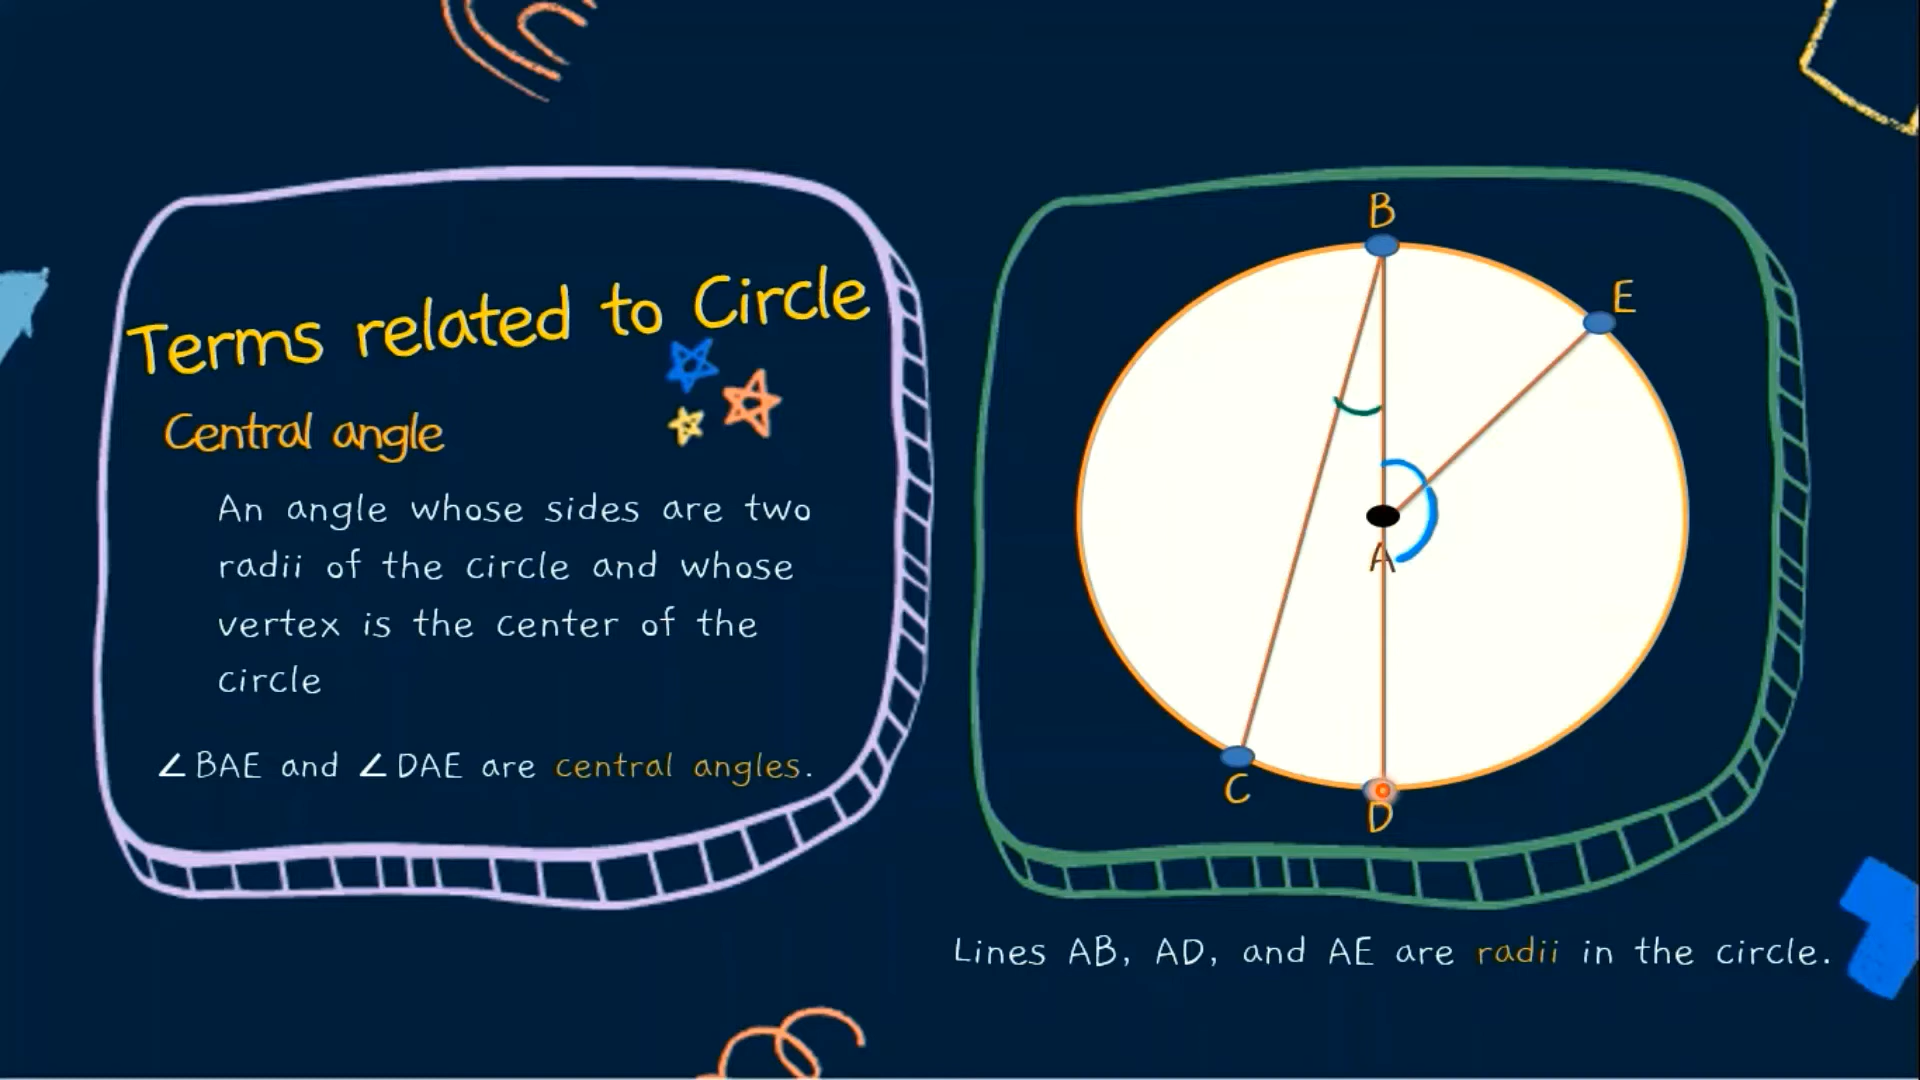 Terms related to Circle
Central angle
An angle whose sides are two
radii of the circle and whose
vertex is the center of the
circle
∠BAE and ∠DAE are central angles.
B
E
A
C
D
Lines AB, AD, and AE are radii in the circle.